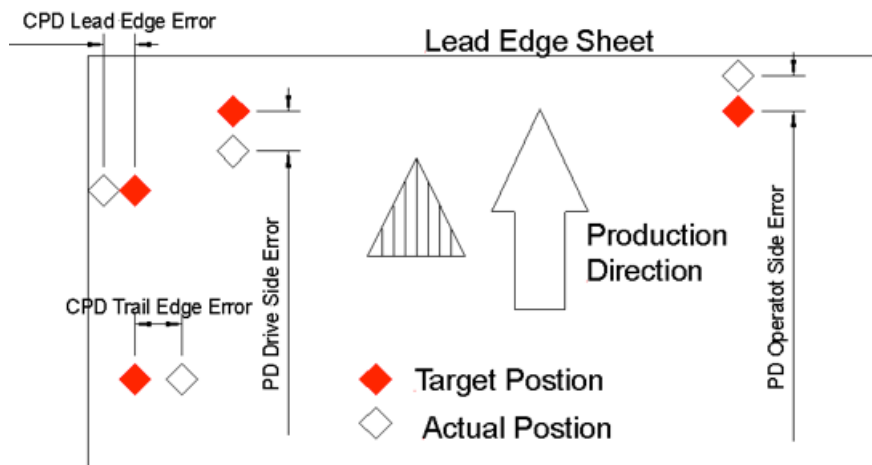 CPD Lead Edge Error
Lead Edge Sheet
PD Drive Side Error
PD Operatot Side Error
Production
Direction
CPD Trail Edge Error
Target Postion
Actual Postion